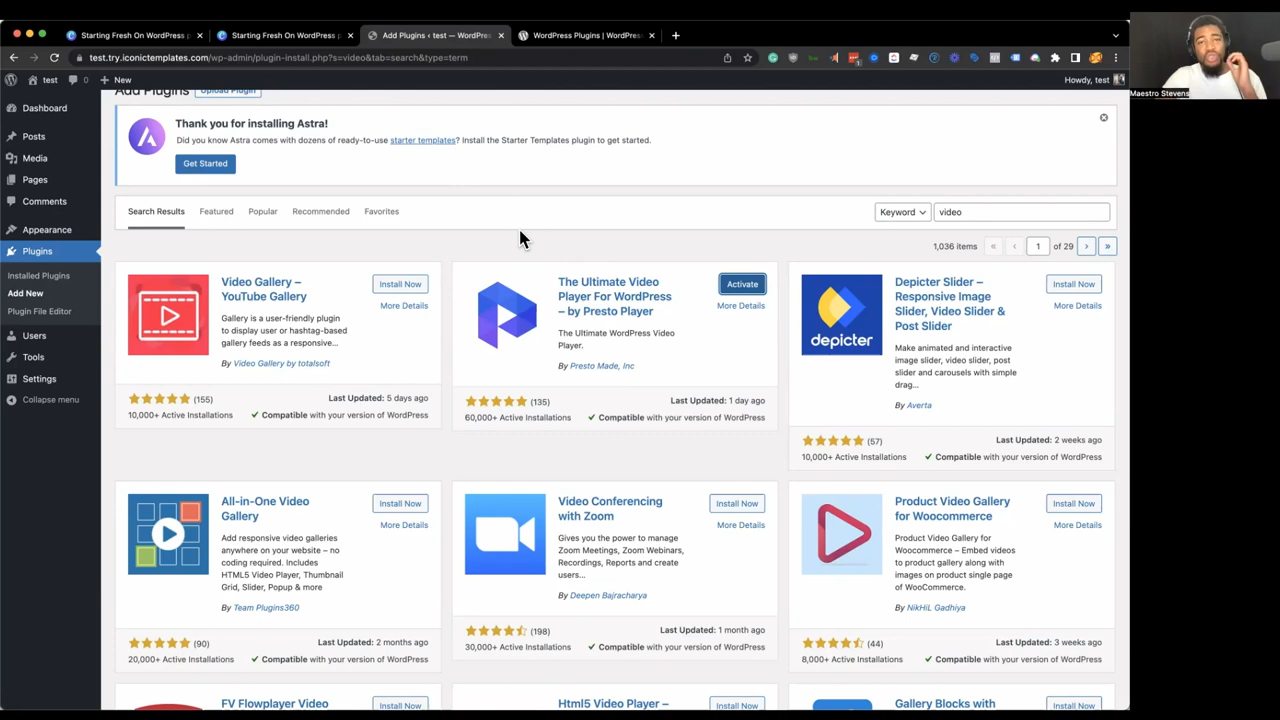 Starting Fresh On WordPress p
Starting Fresh On WordPress p
Add Plugins ‹ test — WordPres
WordPress Plugins | WordPres
test.try.iconictemplates.com/wp-admin/plugin-install.php?s=video&tab=search&type=term
test
0
New
Howdy, test
Maestro Stevens
Dashboard
Posts
Media
Pages
Comments
Appearance
Plugins
Installed Plugins
Add New
Plugin File Editor
Users
Tools
Settings
Collapse menu
Add Plugins
Upload Plugin
Thank you for installing Astra!
Did you know Astra comes with dozens of ready-to-use starter templates? Install the Starter Templates plugin to get started.
Get Started
Search Results Featured Popular Recommended Favorites
Keyword
video
1,036 items « ‹ 1 of 29 › »
Video Gallery –
YouTube Gallery
Install Now
More Details
Gallery is a user-friendly plugin
to display user or hashtag-based
gallery feeds as a responsive...
By Video Gallery by totalsoft
(155)
Last Updated: 5 days ago
10,000+ Active Installations
Compatible with your version of WordPress
The Ultimate Video
Player For WordPress
– by Presto Player
Activate
More Details
The Ultimate WordPress Video
Player.
By Presto Made, Inc
(135)
Last Updated: 1 day ago
60,000+ Active Installations
Compatible with your version of WordPress
depicter
Depicter Slider –
Responsive Image
Slider, Video Slider &
Post Slider
Install Now
More Details
Make animated and interactive
image slider, video slider, post
slider and carousels with simple
drag...
By Averta
(57)
Last Updated: 2 weeks ago
10,000+ Active Installations
Compatible with your version of WordPress
All-in-One Video
Gallery
Install Now
More Details
Add responsive video galleries
anywhere on your website – no
coding required. Includes
HTML5 Video Player, Thumbnail
Grid, Slider, Popup & more
By Team Plugins360
(90)
Last Updated: 2 months ago
20,000+ Active Installations
Compatible with your version of WordPress
Video Conferencing
with Zoom
Install Now
More Details
Gives you the power to manage
Zoom Meetings, Zoom Webinars,
Recordings, Reports and create
users...
By Deepen Bajracharya
(198)
Last Updated: 1 month ago
30,000+ Active Installations
Compatible with your version of WordPress
Product Video Gallery
for Woocommerce
Install Now
More Details
Product Video Gallery for
Woocommerce – Embed videos
to product gallery along with
images on product single page
of WooCommerce.
By NikHiL Gadhiya
(44)
Last Updated: 3 weeks ago
8,000+ Active Installations
Compatible with your version of WordPress
FV Flowplayer Video
Install Now
Html5 Video Player –
Install Now
Gallery Blocks with
Install Now